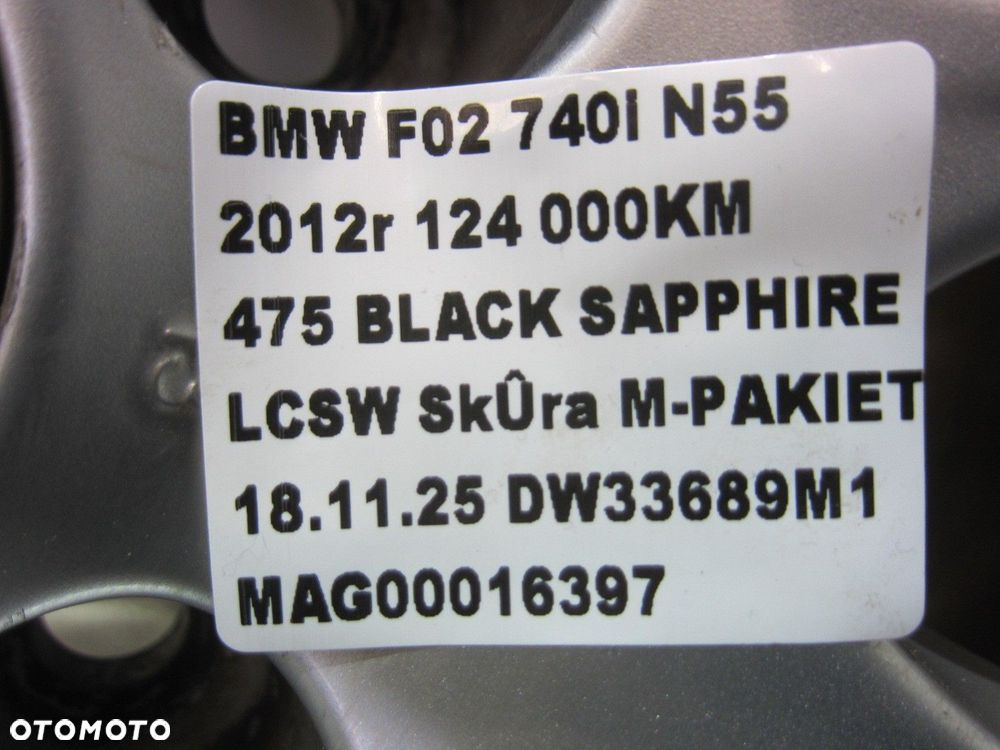 BMW F02 740i N55
2012r 124 000KM
475 BLACK SAPPHIRE
LCSW SkÛra M-PAKIET
18.11.25 DW33689M1
MAG00016397
OTOMOTO